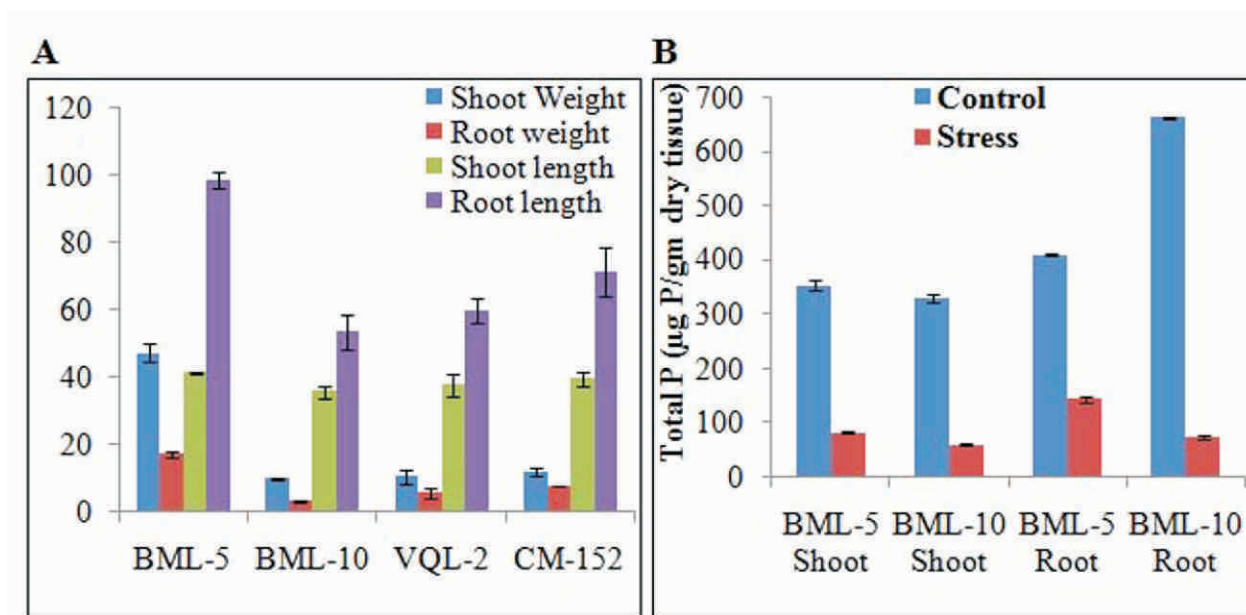 A
120
100
80
60
40
20
0
Shoot Weight
Root weight
Shoot length
Root length
BML-5 BML-10 VQL-2 CM-152
B
Total P (µg P/gm dry tissue)
700
600
500
400
300
200
100
0
Control
Stress
BML-5 BML-10 BML-5 BML-10
Shoot Shoot Root Root